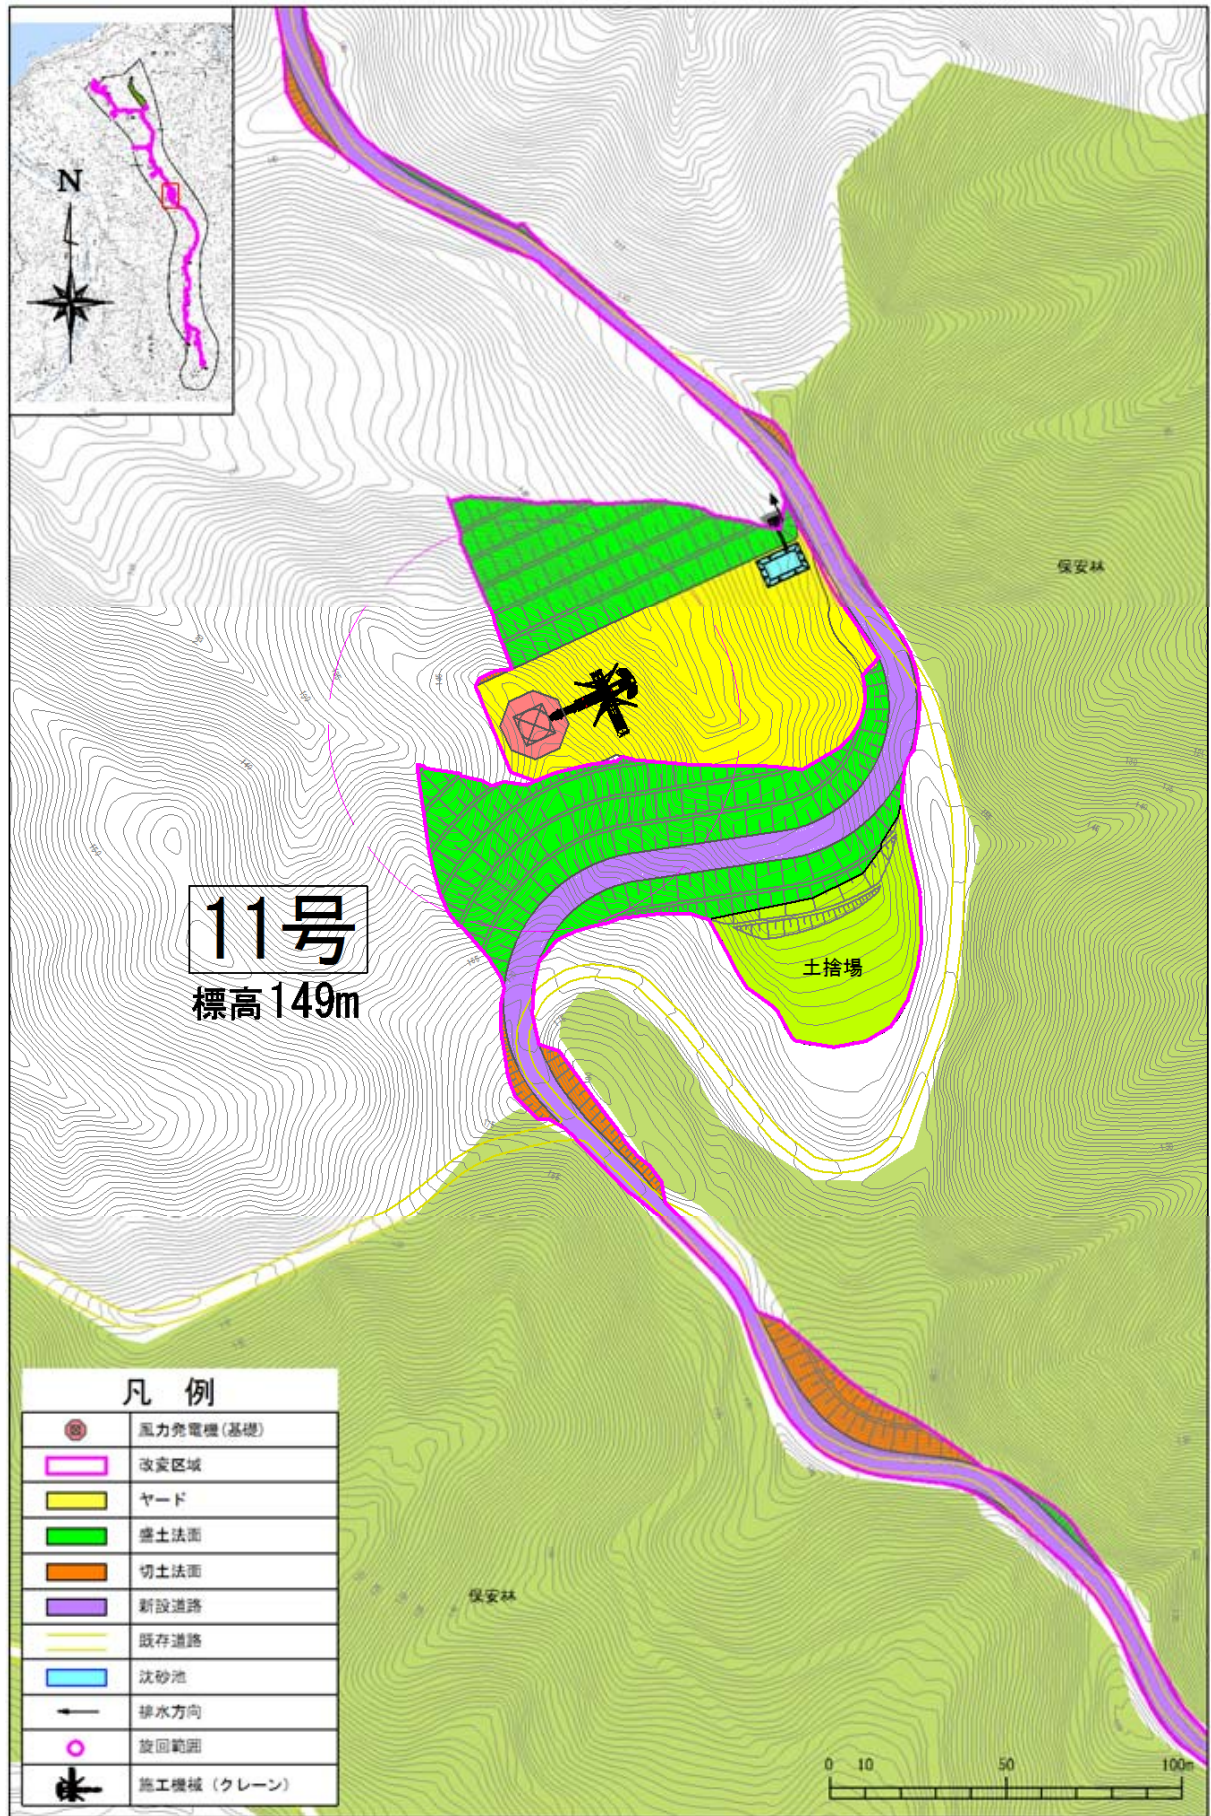 N
保安林
11号
標高149m
土捨場
保安林
凡 例
風力発電機(基礎)
改変区域
ヤード
盛土法面
切土法面
新設道路
既存道路
沈砂池
排水方向
旋回範囲
施工機械（クレーン）
0 10 50 100m